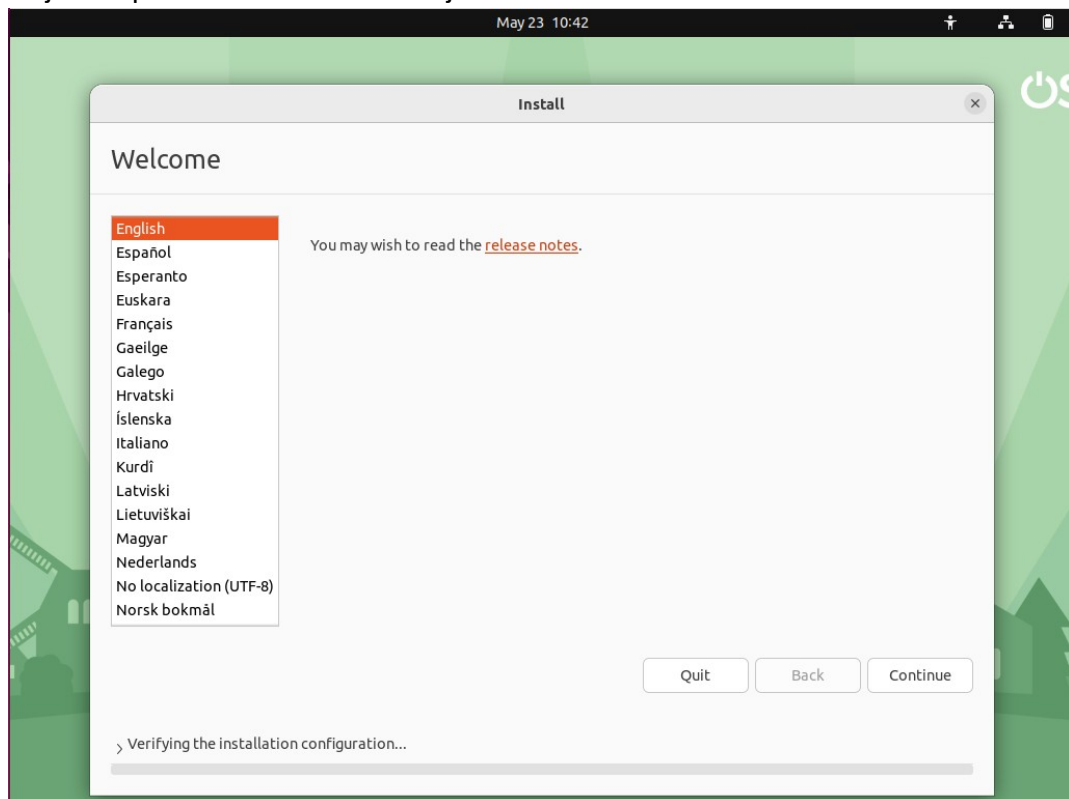 May 23 10:42
Install
Welcome
English
Español
Esperanto
Euskara
Français
Gaeilge
Galego
Hrvatski
Íslenska
Italiano
Kurdî
Latviski
Lietuviškai
Magyar
Nederlands
No localization (UTF-8)
Norsk bokmål
You may wish to read the release notes.
Quit
Back
Continue
Verifying the installation configuration...